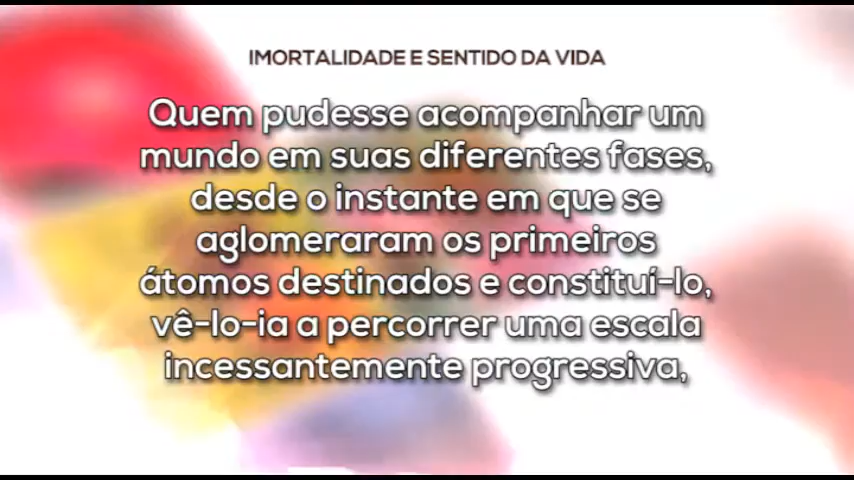 IMORTALIDADE E SENTIDO DA VIDA
Quem pudesse acompanhar um
mundo em suas diferentes fases,
desde o instante em que se
aglomeraram os primeiros
átomos destinados e constituí-lo,
vê-lo-ia a percorrer uma escala
incessantemente progressiva,